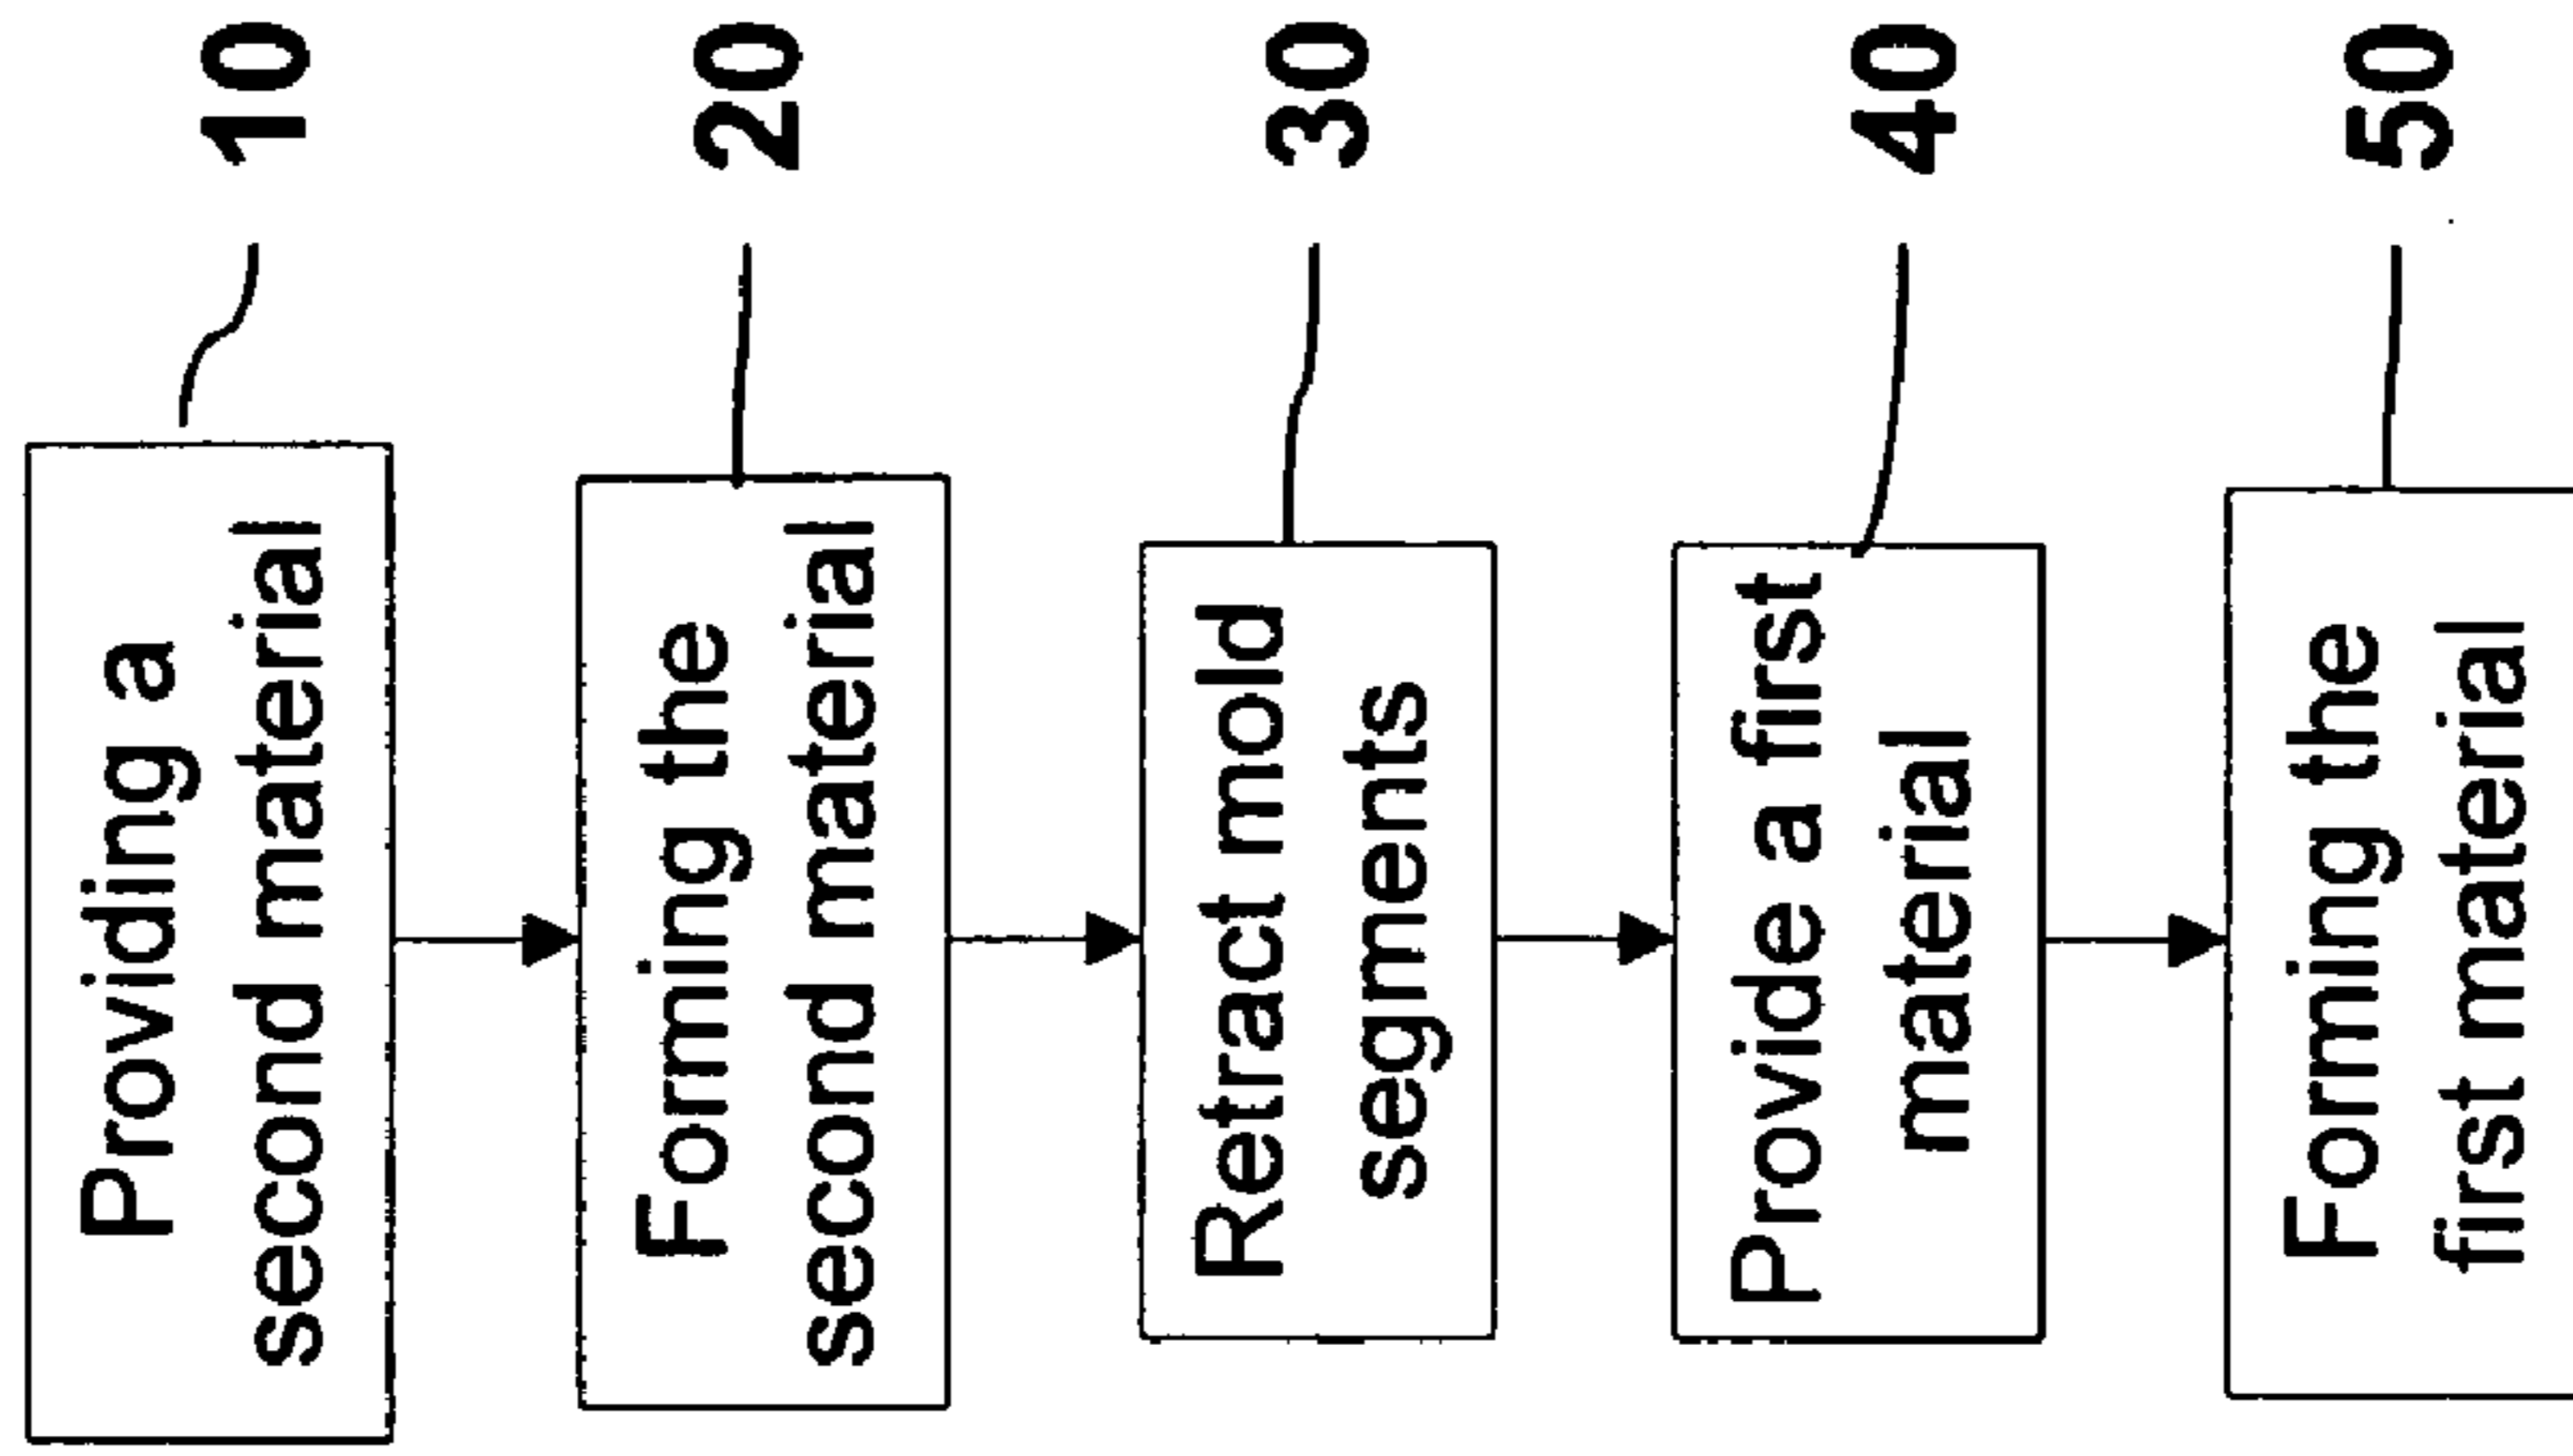 Providing a
second material
10
Forming the
second material
20
Retract mold
segments
30
Provide a first
material
40
Forming the
first material
50